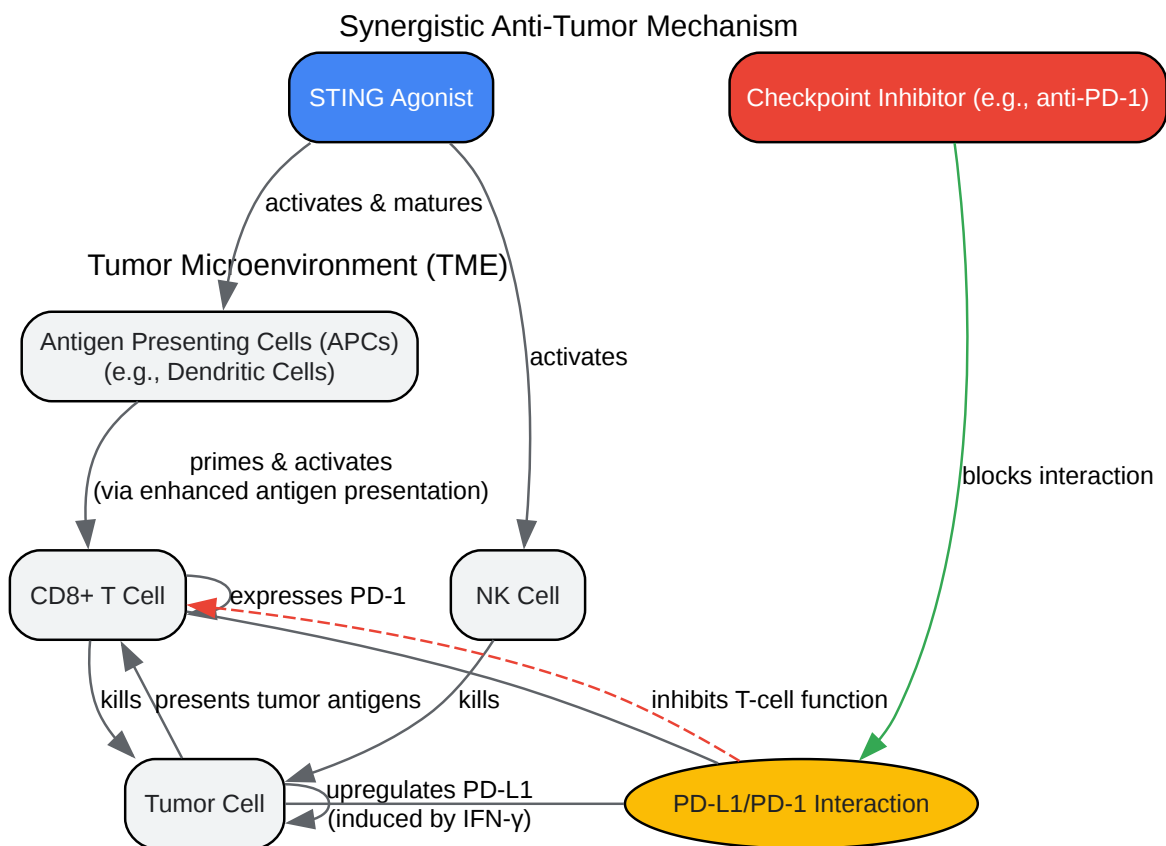 Synergistic Anti-Tumor Mechanism
STING Agonist
Checkpoint Inhibitor (e.g., anti-PD-1)
activates & matures
Tumor Microenvironment (TME)
Antigen Presenting Cells (APCs)
(e.g., Dendritic Cells)
activates
primes & activates
(via enhanced antigen presentation)
blocks interaction
CD8+ T Cell
expresses PD-1
NK Cell
kills
presents tumor antigens
kills
inhibits T-cell function
Tumor Cell
upregulates PD-L1
(induced by IFN-γ)
PD-L1/PD-1 Interaction